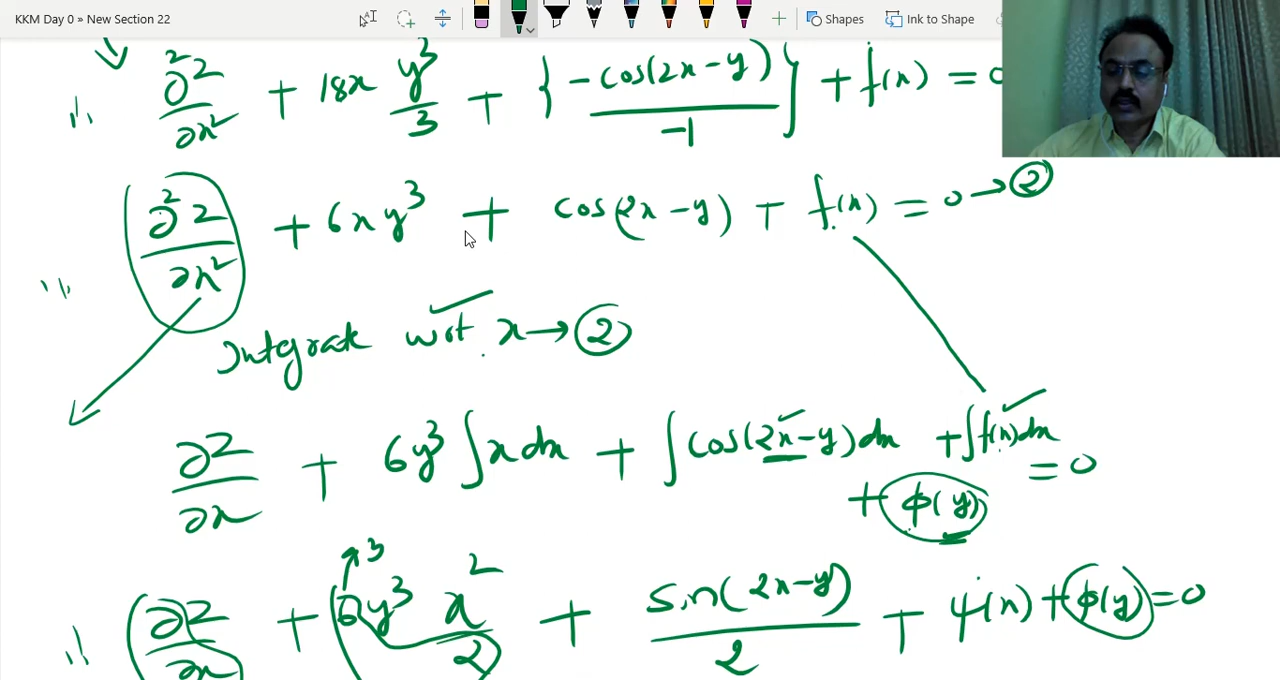 KKM Day 0 » New Section 22
Shapes
Ink to Shape
∴ ∂²z/∂x² + 18x y³/3 + { -cos(2x-y)/-1 } + f(x) = 0
∴ ∂²z/∂x² + 6xy³ + cos(2x-y) + f(x) = 0 → ②
Integrate wrt. x → ②
∂z/∂x + 6y³ ∫x dx + ∫cos(2x-y)dx + ∫f(x)dx
+ φ(y) = 0
3
∴ ∂z/∂x + 6y³ x²/2 + sin(2x-y)/2 + ψ(x) + φ(y) = 0